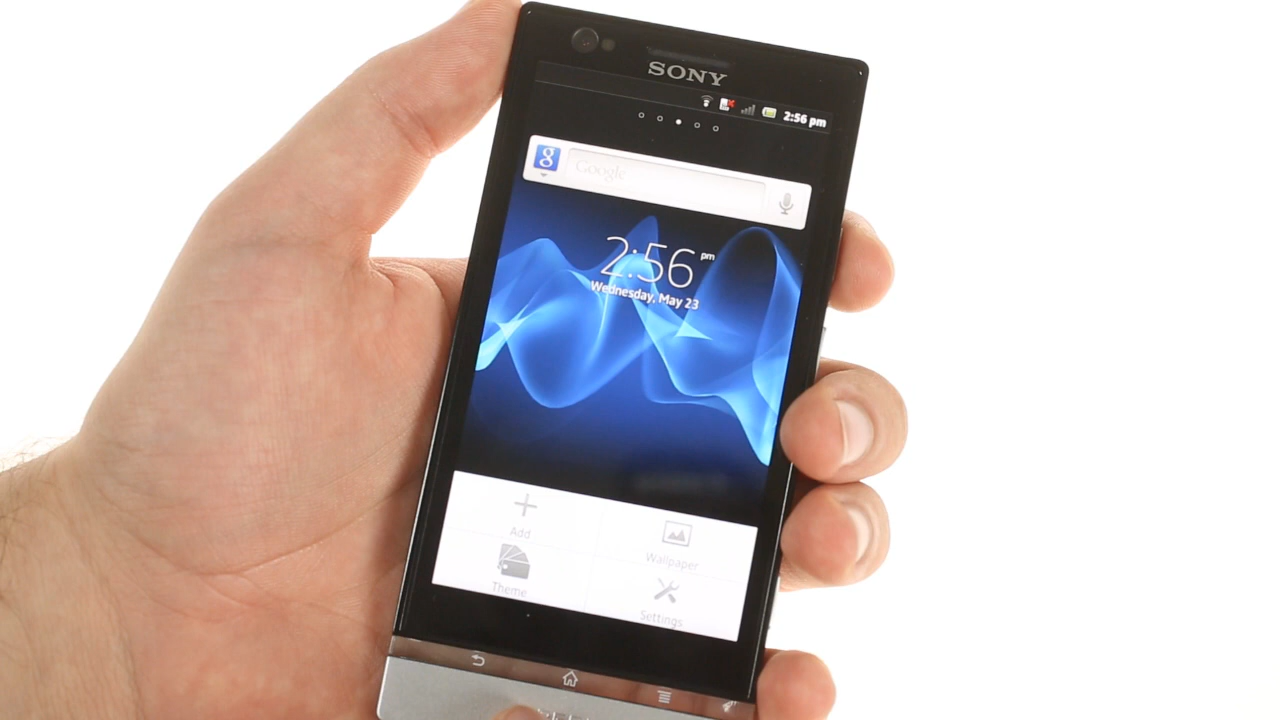 SONY
2:56 pm
g
Google
2:56 pm
Wednesday, May 23
Add
Wallpaper
Theme
Settings